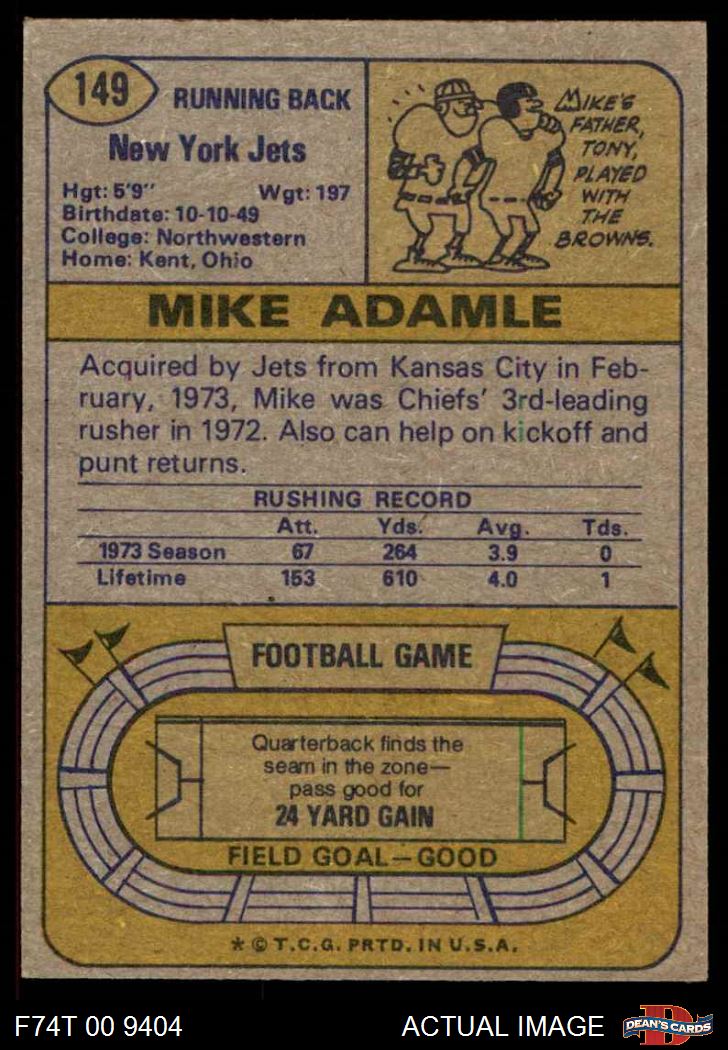 149
RUNNING BACK
New York Jets
Hgt: 5'9" Wgt: 197
Birthdate: 10-10-49
College: Northwestern
Home: Kent, Ohio
MIKE'S
FATHER,
TONY,
PLAYED
WITH
THE
BROWNS.
MIKE ADAMLE
Acquired by Jets from Kansas City in Feb-
ruary, 1973, Mike was Chiefs' 3rd-leading
rusher in 1972. Also can help on kickoff and
punt returns.
RUSHING RECORD
Att. Yds. Avg. Tds.
1973 Season 67 264 3.9 0
Lifetime 153 610 4.0 1
FOOTBALL GAME
Quarterback finds the
seam in the zone—
pass good for
24 YARD GAIN
FIELD GOAL—GOOD
* © T.C.G. PRTD. IN U.S.A.
F74T 00 9404 ACTUAL IMAGE
D
DEAN'S CARDS